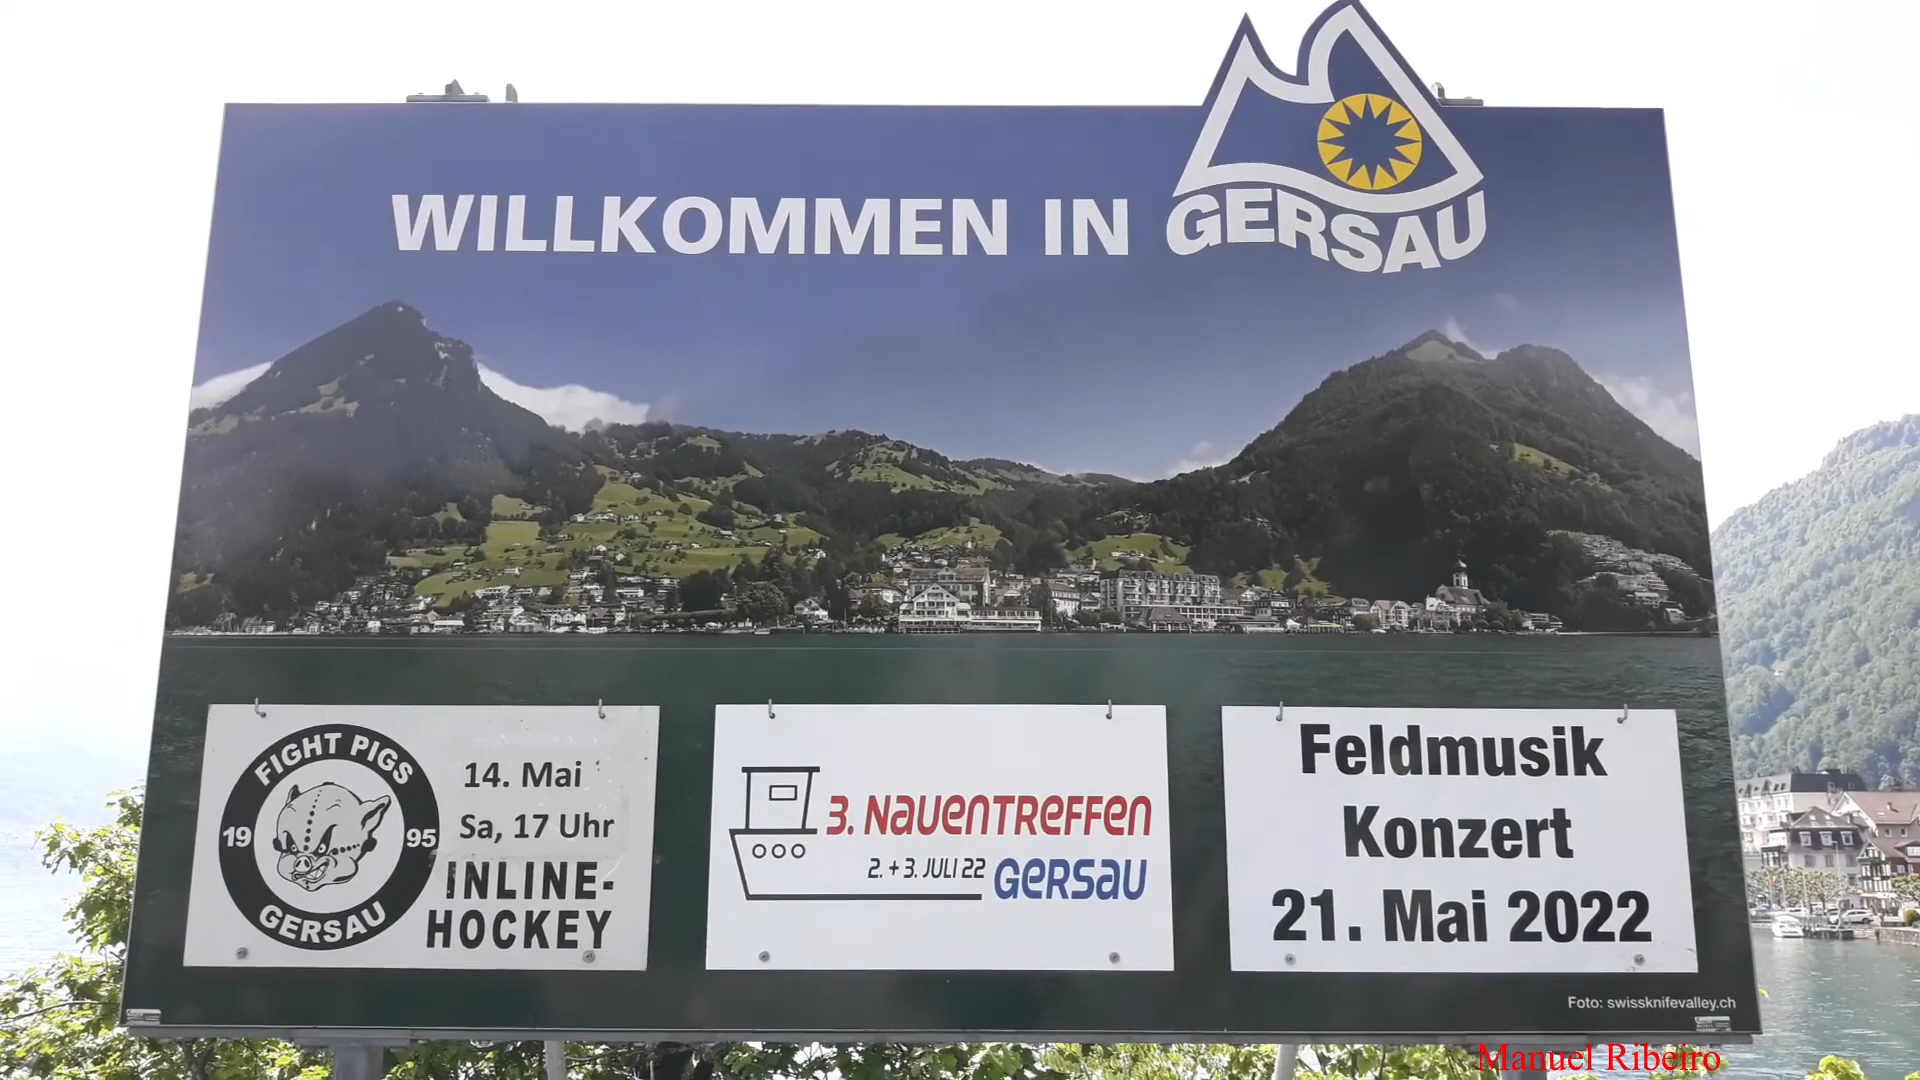 WILLKOMMEN IN GERSAU
FIGHT PIGS
19 95
GERSAU
14. Mai
Sa, 17 Uhr
INLINE-
HOCKEY
3. NAUENTREFFEN
2. + 3. JULI 22 GERSAU
Feldmusik
Konzert
21. Mai 2022
Foto: swissknifevalley.ch
Manuel Ribeiro